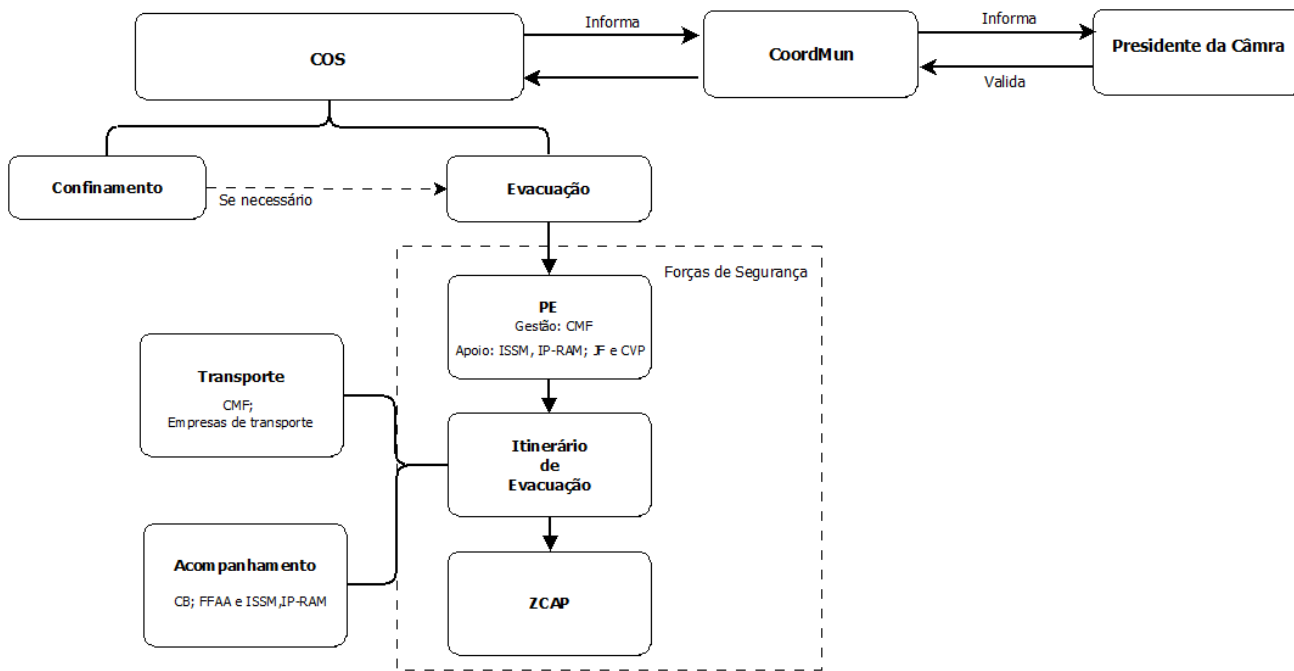 Informa
Informa
COS
CoordMun
Presidente da Câmra
Valida
Confinamento
Se necessário
Evacuação
Forças de Segurança
PE
Gestão: CMF
Apoio: ISSM, IP-RAM; JF e CVP
Transporte
CMF;
Empresas de transporte
Itinerário
de
Evacuação
Acompanhamento
CB; FFAA e ISSM,IP-RAM
ZCAP